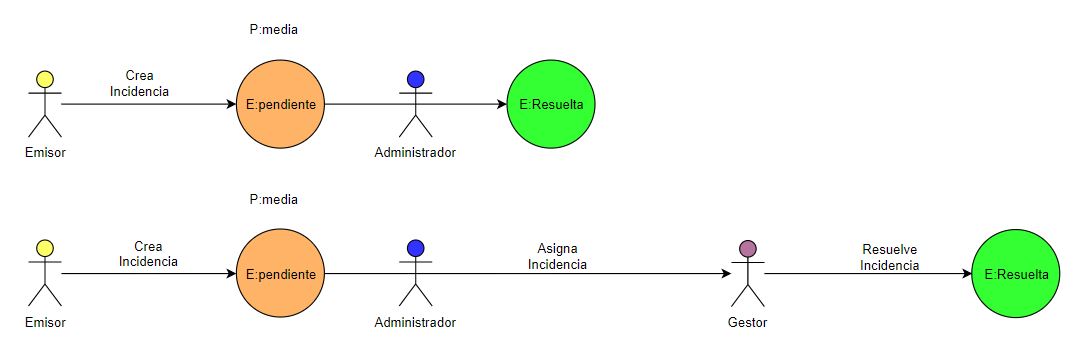 P:media
Crea
Incidencia
E:pendiente
E:Resuelta
Emisor
Administrador
P:media
Crea
Incidencia
E:pendiente
Asigna
Incidencia
Resuelve
Incidencia
E:Resuelta
Emisor
Administrador
Gestor